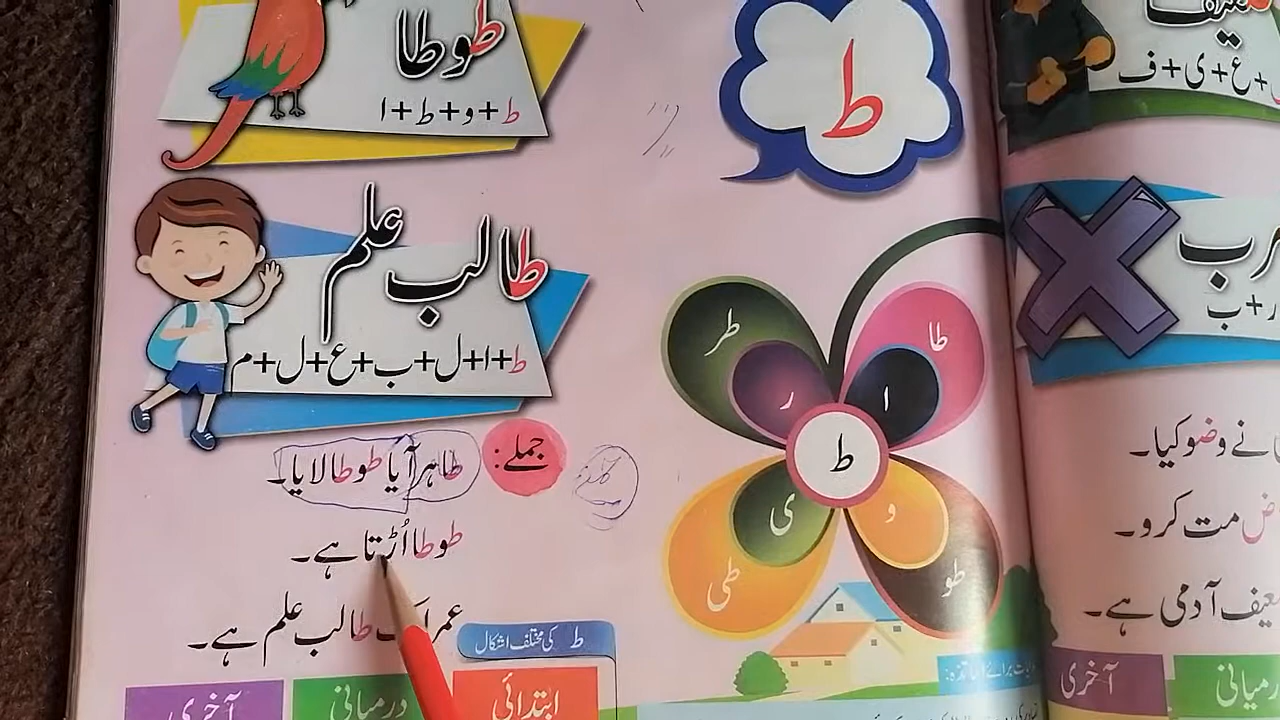 طوطا
ط+و+ط+ا
طالب علم
ط+ا+ل+ب+ع+ل+م
جملے:
طاہر آیا طوطا لایا۔
طوطا اُڑتا ہے۔
طالب علم ہے۔
ط کی مختلف اشکال
ابتدائی
درمیانی
آخری
ط
طر
ر
طا
ا
ط
ی
طی
و
طو
ع+ی+ف
ب
نے وضو کیا۔
ض مت کرو۔
آدمی ہے۔
آخری